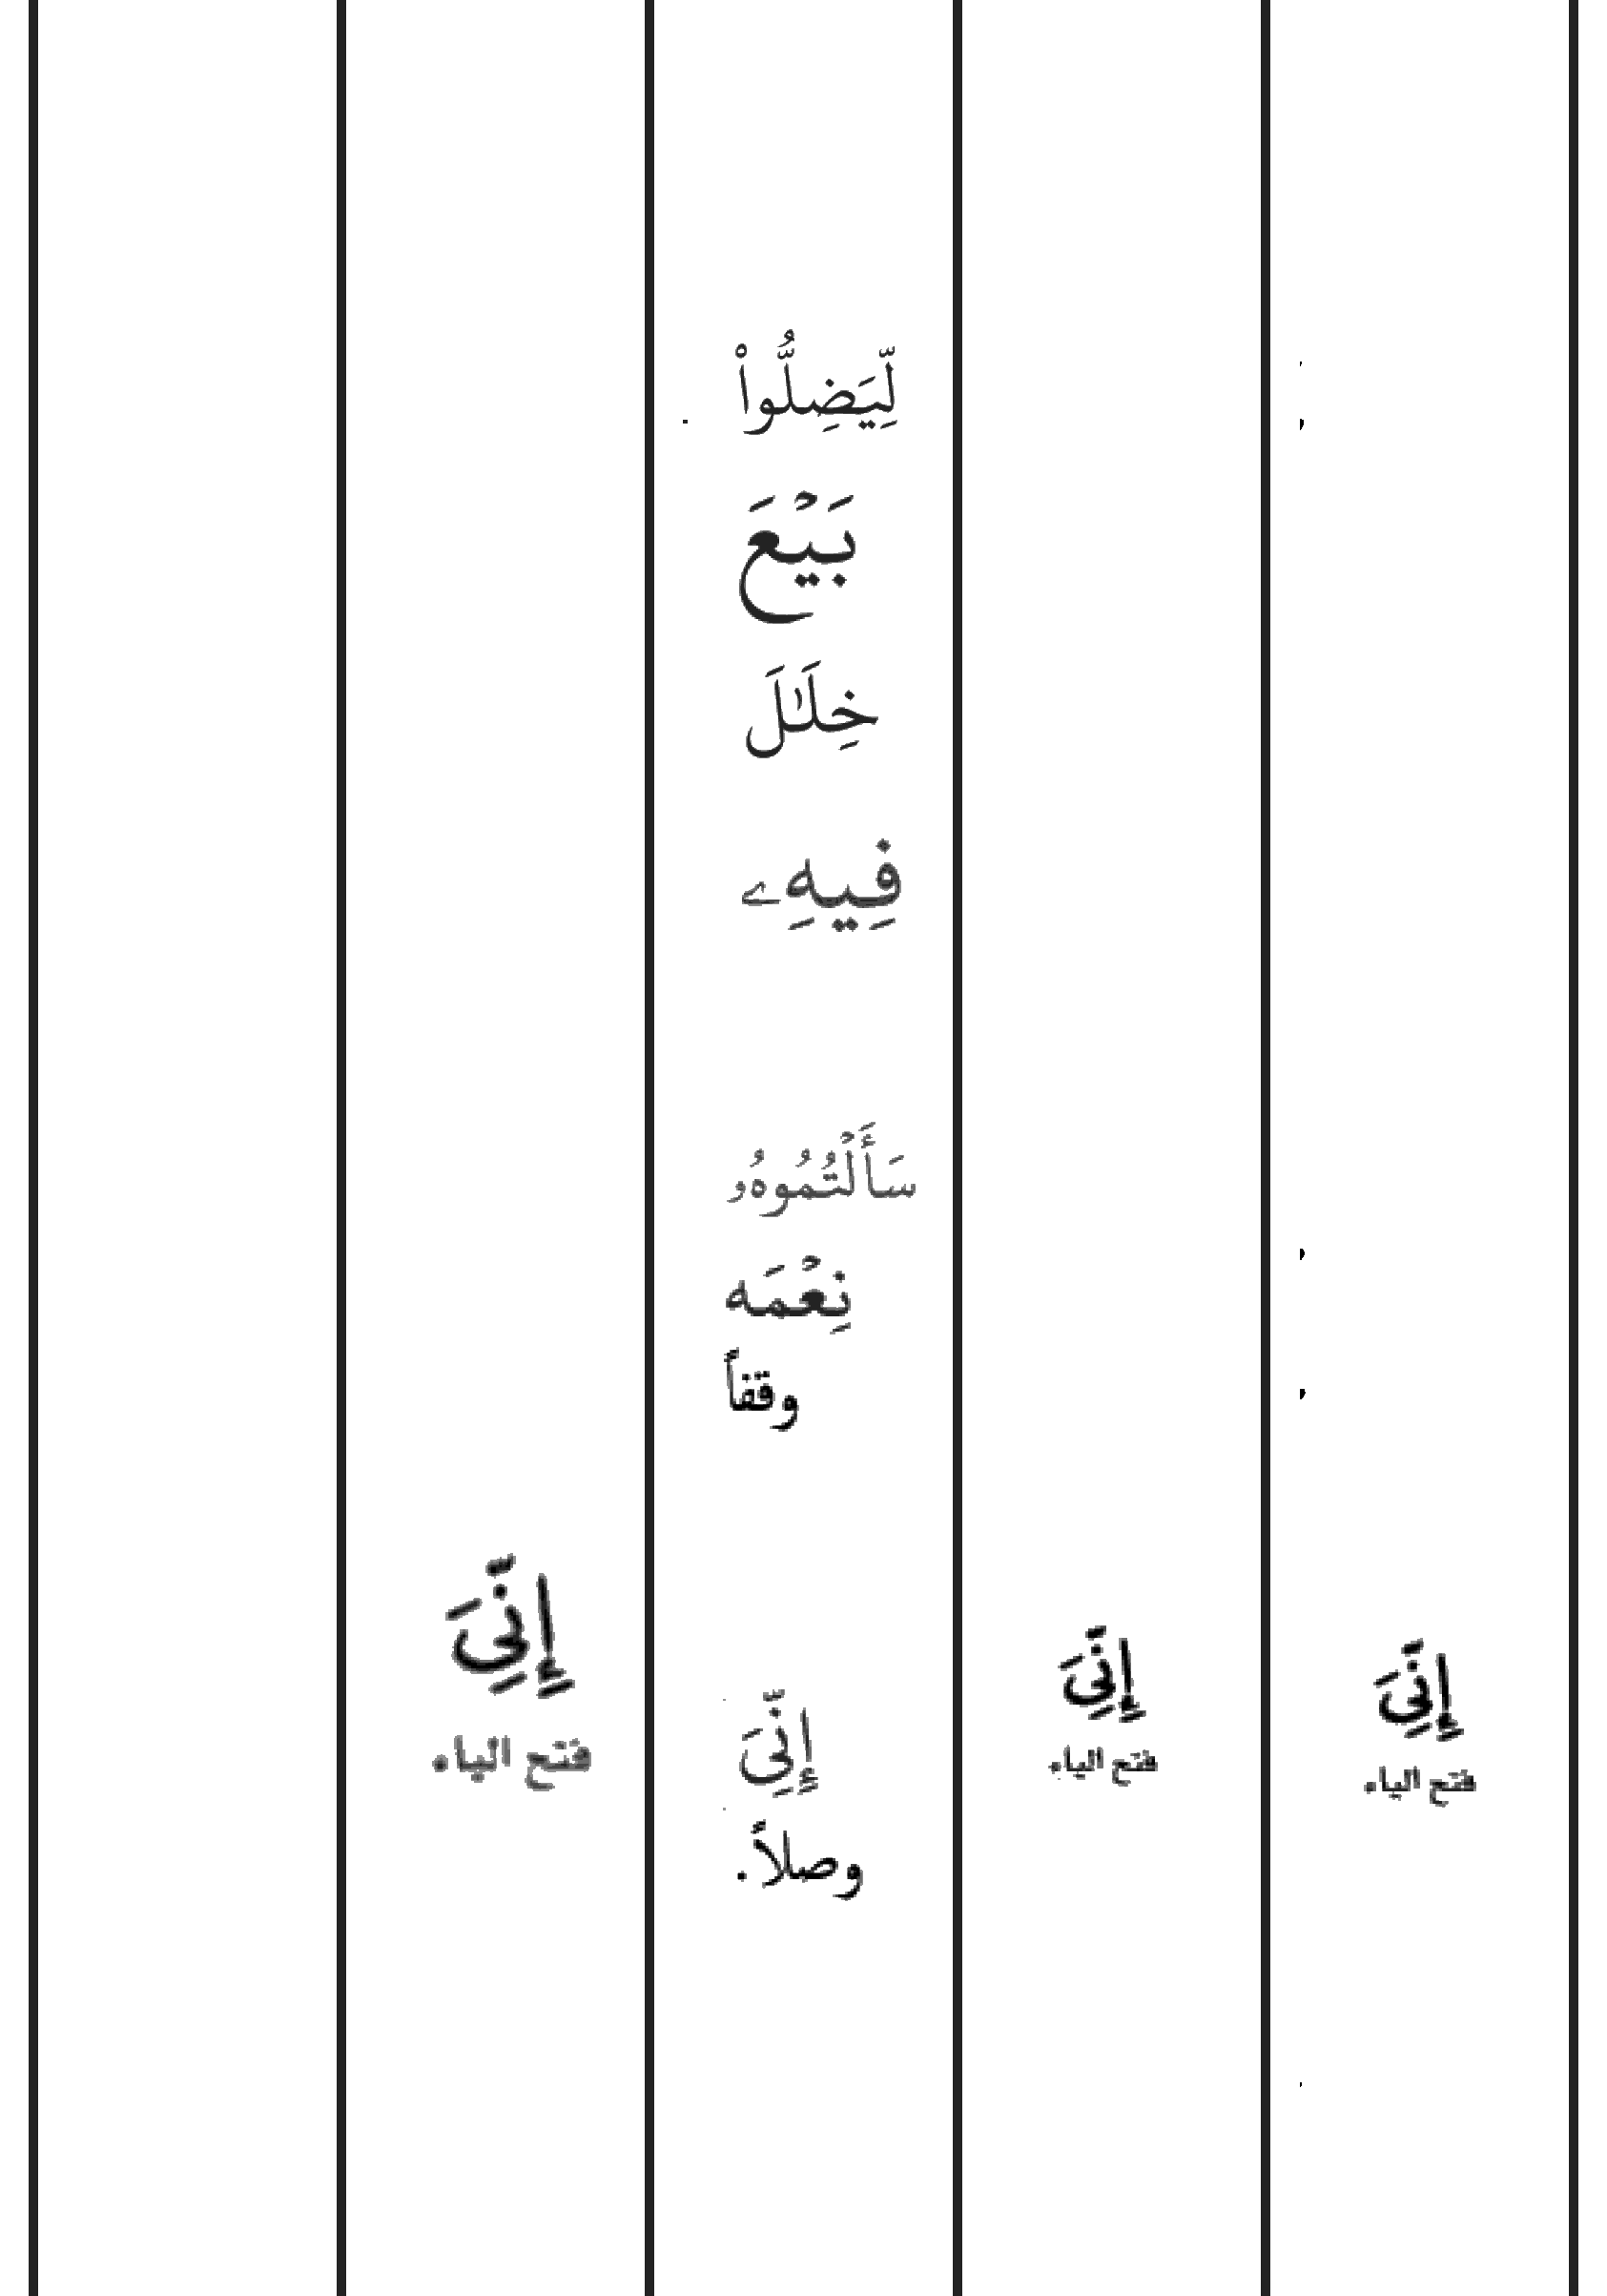 إِنِّىَ
فتح الياء
إِنِّىَ
فتح الياء
لِّيَضِلُّواْ
بَيْعَ
خِلَٰلَ
فِيهِے
سَأَلْتُمُوهُو
نِعْمَه
وقفاً
إِنِّىَ
وصلاً.
إِنِّىَ
فتح الياء